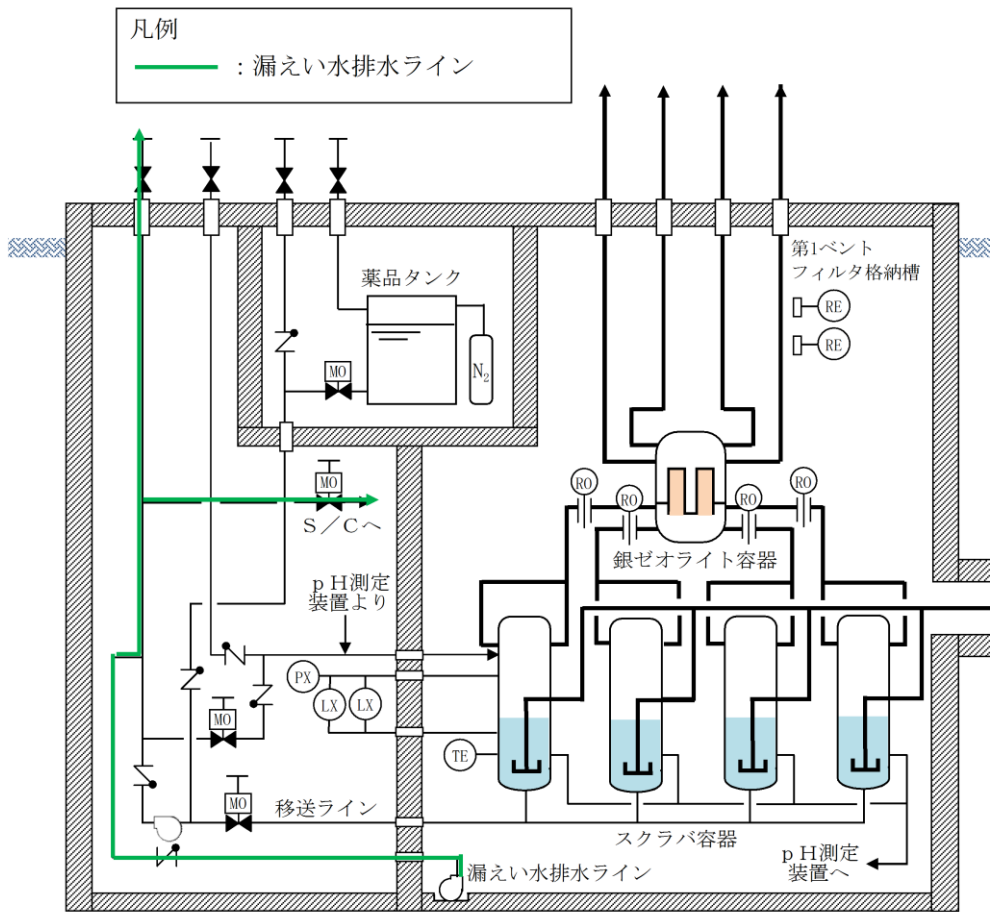 凡例
:漏えい水排水ライン
第1ベント
フィルタ格納槽
RE
RE
薬品タンク
MO
N2
MO
S/Cへ
RO
RO
RO
RO
銀ゼオライト容器
pH測定
装置より
PX
LX
LX
MO
TE
MO
移送ライン
スクラバ容器
pH測定
装置へ
漏えい水排水ライン